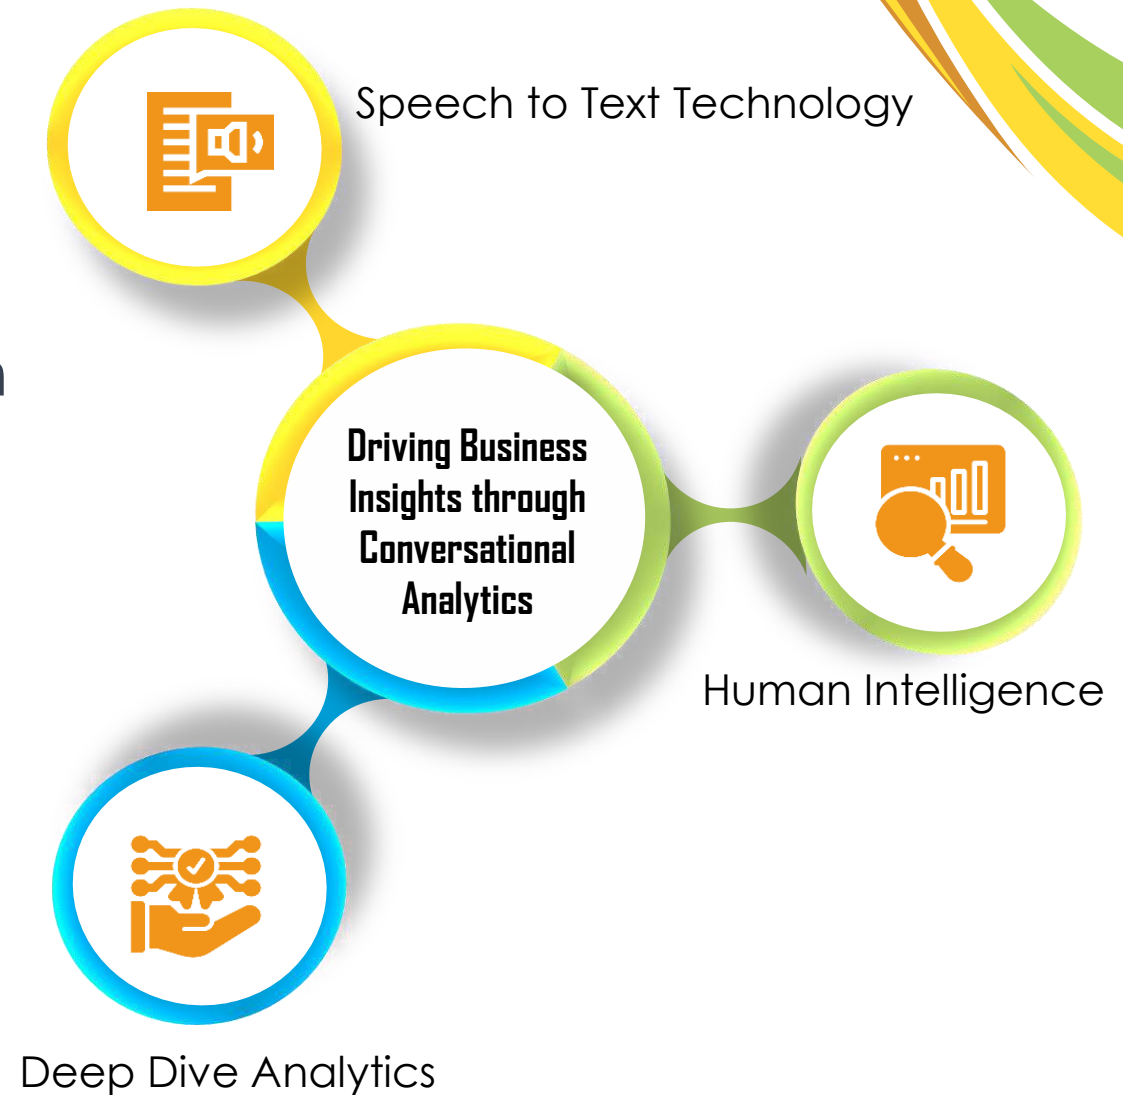 Speech to Text Technology
Driving Business
Insights through
Conversational
Analytics
Human Intelligence
Deep Dive Analytics